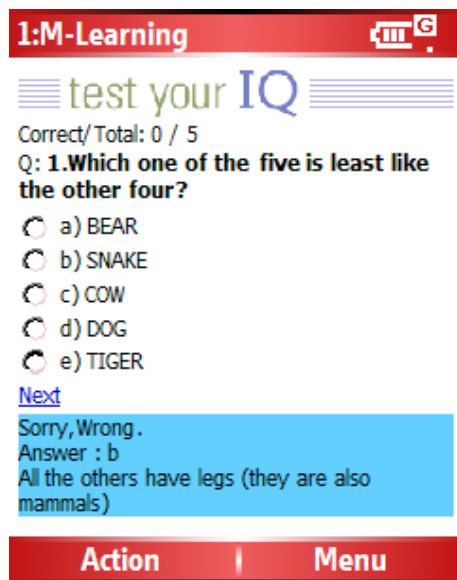 1:M-Learning
G
test your IQ
Correct/Total: 0 / 5
Q: 1.Which one of the five is least like
the other four?
a) BEAR
b) SNAKE
c) COW
d) DOG
e) TIGER
Next
Sorry,Wrong.
Answer : b
All the others have legs (they are also
mammals)
Action Menu